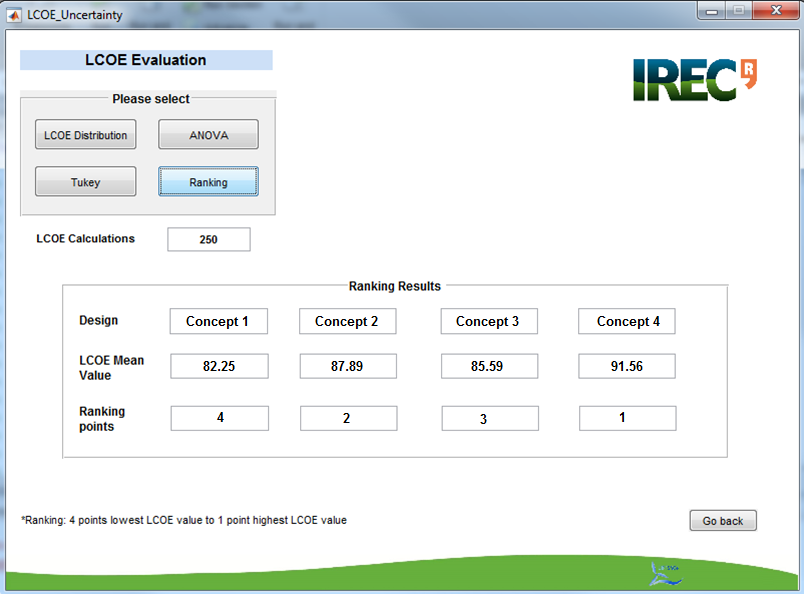 LCOE_Uncertainty
LCOE Evaluation
IREC R
Please select
LCOE Distribution ANOVA
Tukey Ranking
LCOE Calculations 250
Ranking Results
Design Concept 1 Concept 2 Concept 3 Concept 4
LCOE Mean
Value 82.25 87.89 85.59 91.56
Ranking
points 4 2 3 1
*Ranking: 4 points lowest LCOE value to 1 point highest LCOE value
Go back